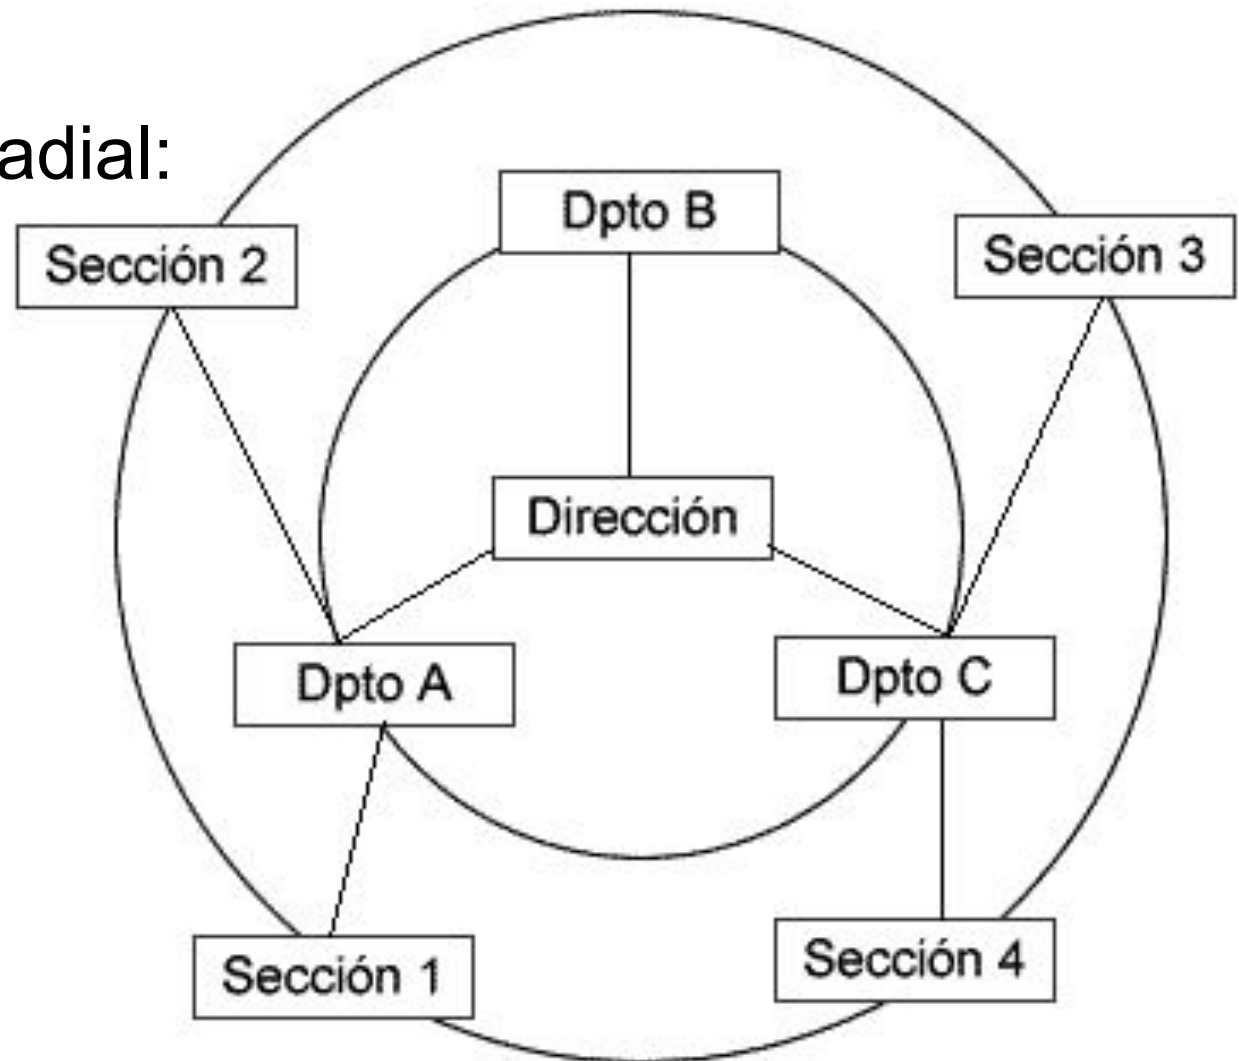 adial:
Dpto B
Sección 2
Sección 3
Dirección
Dpto A
Dpto C
Sección 1
Sección 4